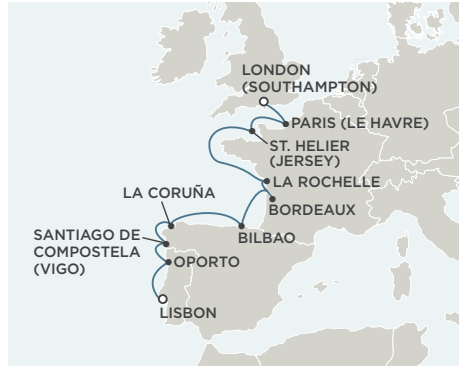 LONDON
(SOUTHAMPTON)
PARIS (LE HAVRE)
ST. HELIER
(JERSEY)
LA ROCHELLE
BORDEAUX
LA CORUÑA
BILBAO
SANTIAGO DE
COMPOSTELA
(VIGO)
OPORTO
LISBON